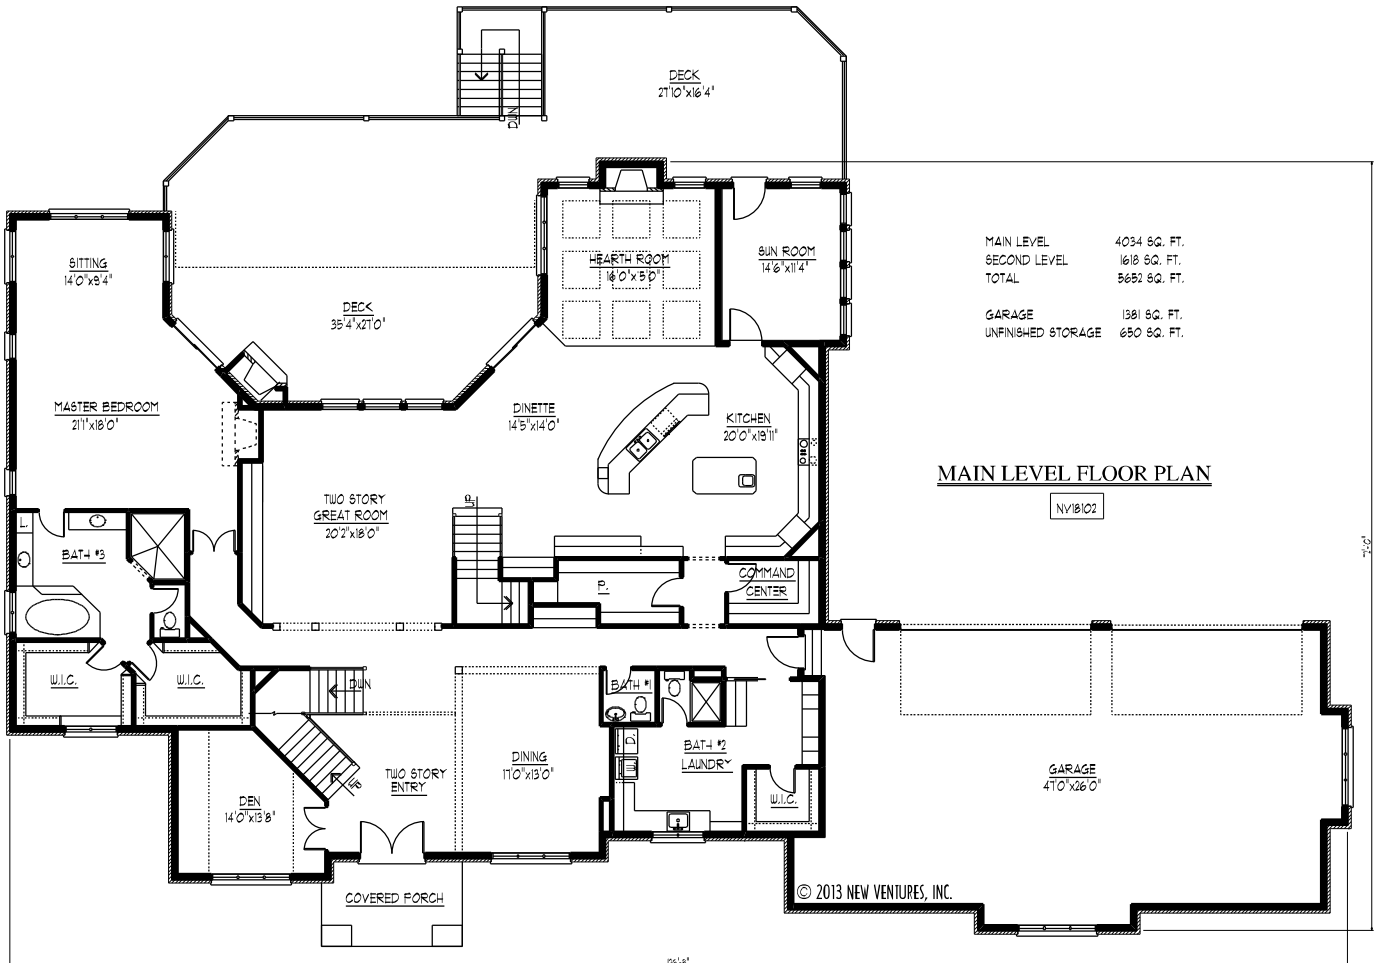 DECK
27'10"x16'4"
DWN
SITTING
14'0"x9'4"
HEARTH ROOM
16'0"x15'0"
SUN ROOM
14'6"x11'4"
MAIN LEVEL 4034 SQ. FT.
SECOND LEVEL 1618 SQ. FT.
TOTAL 5652 SQ. FT.
GARAGE 1381 SQ. FT.
UNFINISHED STORAGE 650 SQ. FT.
DECK
35'4"x27'0"
MASTER BEDROOM
21'1"x18'0"
DINETTE
14'5"x14'0"
KITCHEN
20'0"x19'11"
MAIN LEVEL FLOOR PLAN
NV18102
TWO STORY
GREAT ROOM
20'2"x18'0"
UP
L.
BATH #3
P.
COMMAND
CENTER
W.I.C.
W.I.C.
DWN
BATH #1
BATH #2
LAUNDRY
D.
W
DINING
17'0"x13'0"
TWO STORY
ENTRY
UP
DEN
14'0"x13'8"
W.I.C.
GARAGE
47'0"x26'0"
COVERED PORCH
© 2013 NEW VENTURES, INC.